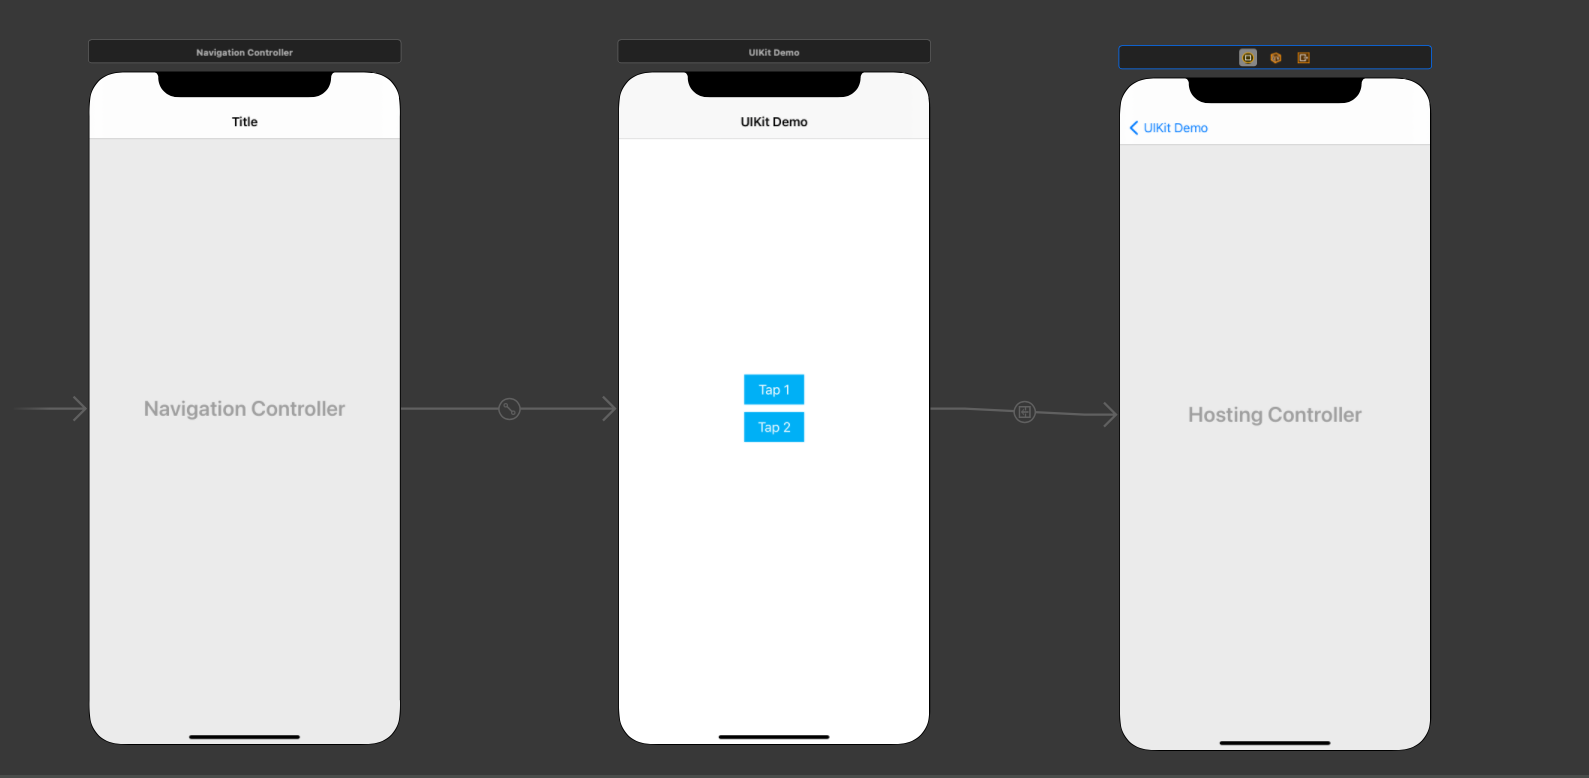 Navigation Controller
Title
Navigation Controller
UIKit Demo
UIKit Demo
Tap 1
Tap 2
UIKit Demo
Hosting Controller